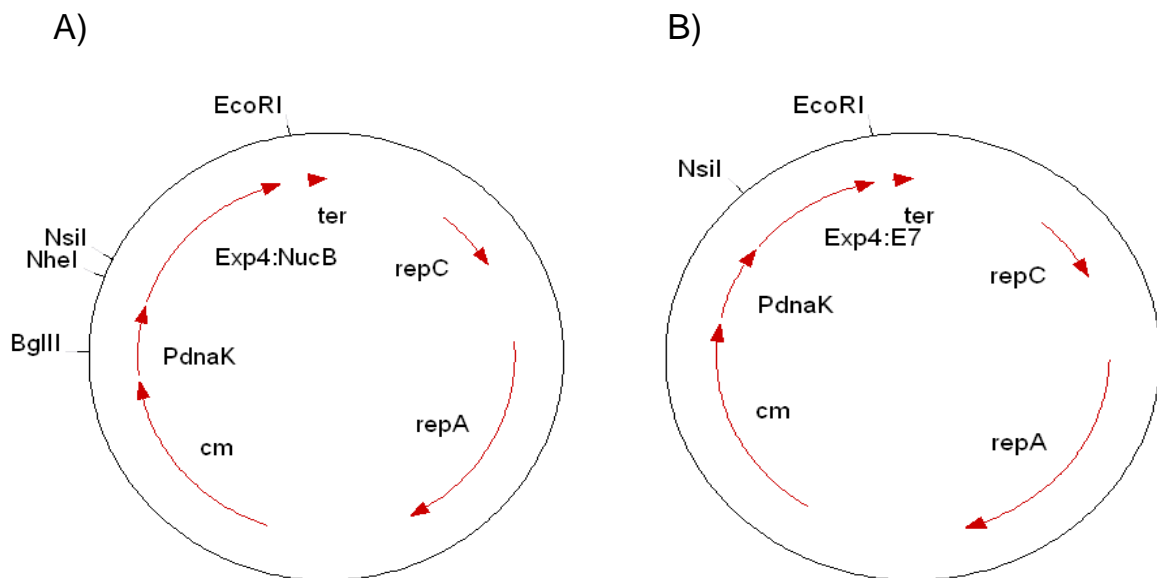 A)
EcoRI
NsiI
NheI
BglII
ter
Exp4:NucB
repC
PdnaK
repA
cm
B)
EcoRI
NsiI
ter
Exp4:E7
repC
PdnaK
cm
repA